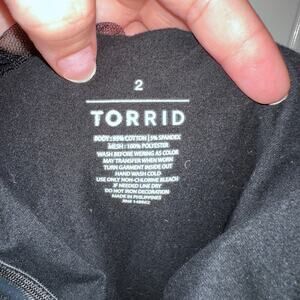 2
TORRID
BODY: 95% COTTON | 5% SPANDEX
MESH: 100% POLYESTER
WASH BEFORE WERING AS COLOR
MAY TRANSFER WHEN WORN
TURN GARMENT INSIDE OUT
HAND WASH COLD
USE ONLY NON-CHLORINE BLEACH
IF NEEDED LINE DRY
DO NOT IRON DECORATION
MADE IN PHILIPPINES